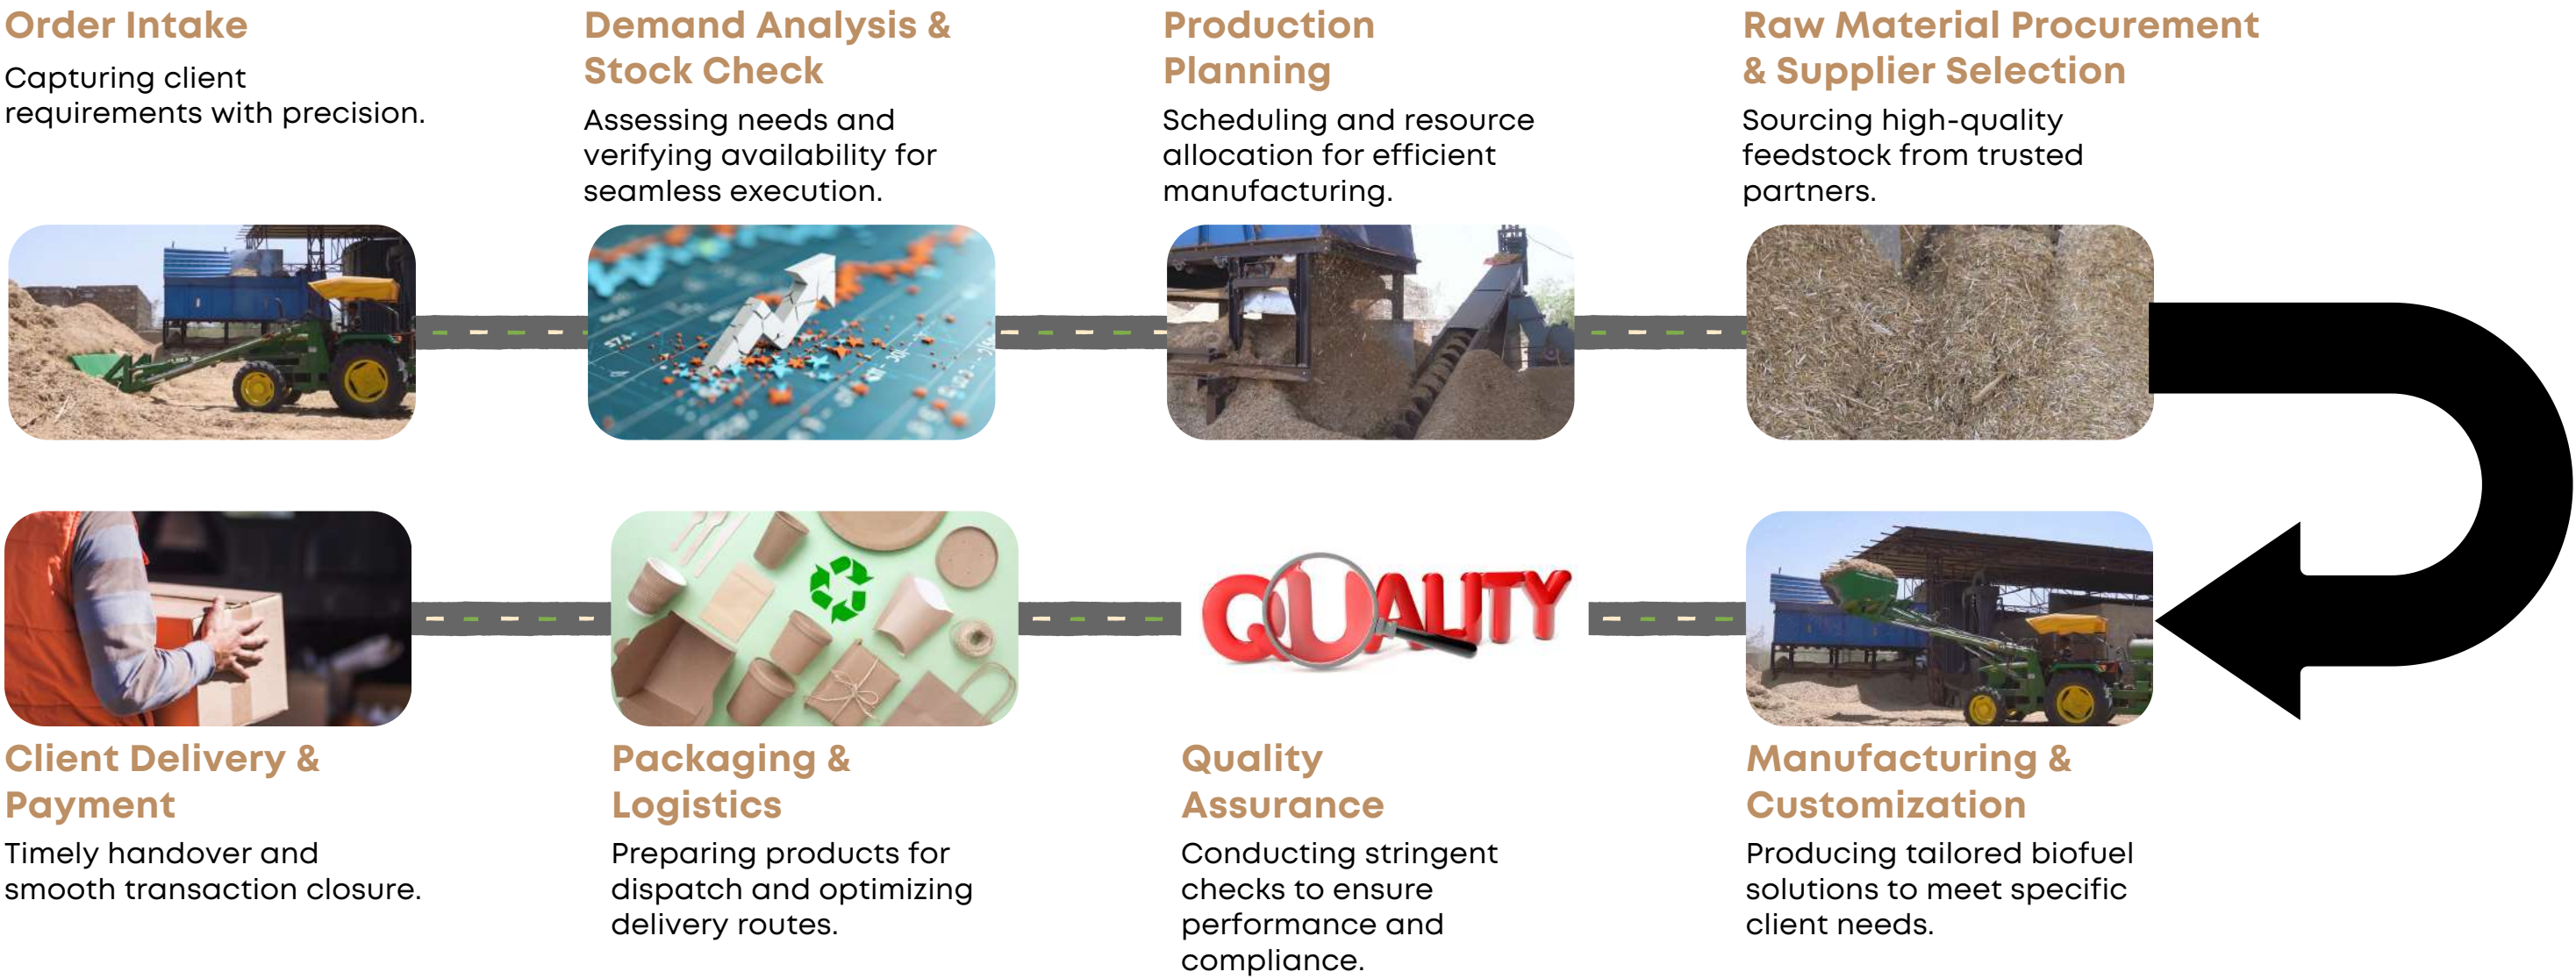 Order Intake
Capturing client
requirements with precision.
Demand Analysis &
Stock Check
Assessing needs and
verifying availability for
seamless execution.
Production
Planning
Scheduling and resource
allocation for efficient
manufacturing.
Raw Material Procurement
& Supplier Selection
Sourcing high-quality
feedstock from trusted
partners.
QUALITY
Client Delivery &
Payment
Timely handover and
smooth transaction closure.
Packaging &
Logistics
Preparing products for
dispatch and optimizing
delivery routes.
Quality
Assurance
Conducting stringent
checks to ensure
performance and
compliance.
Manufacturing &
Customization
Producing tailored biofuel
solutions to meet specific
client needs.